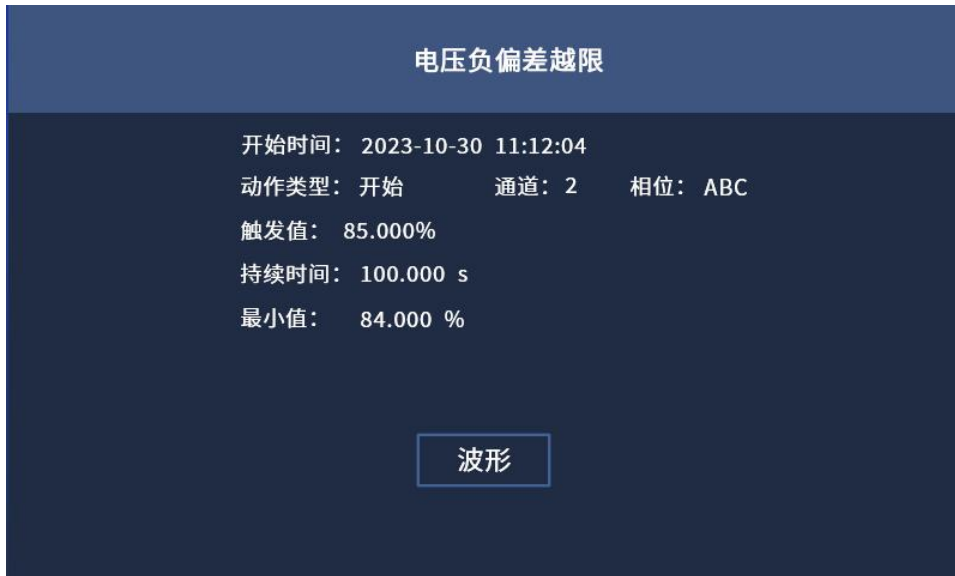 电压负偏差越限
开始时间： 2023-10-30 11:12:04
动作类型： 开始 通道： 2 相位： ABC
触发值： 85.000%
持续时间： 100.000 s
最小值： 84.000 %
波形